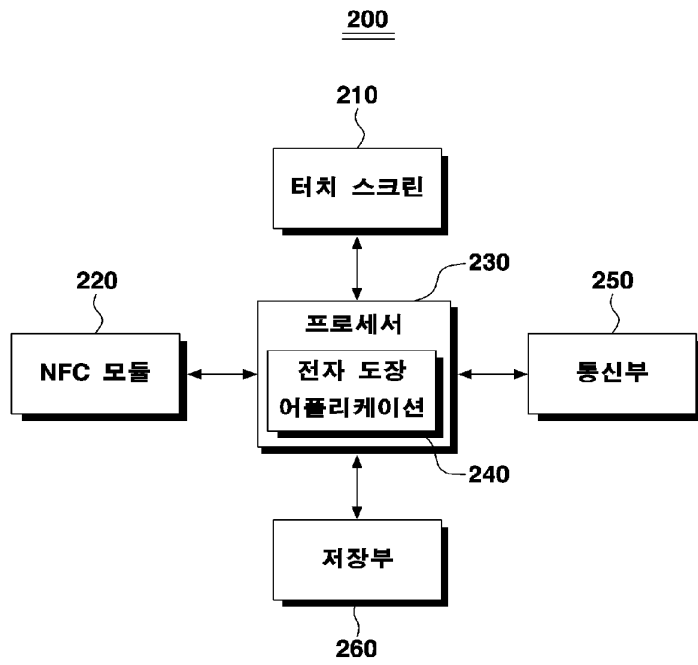 200
210
터치 스크린
230
220
250
프로세서
NFC 모듈
전자 도장
어플리케이션
통신부
240
저장부
260